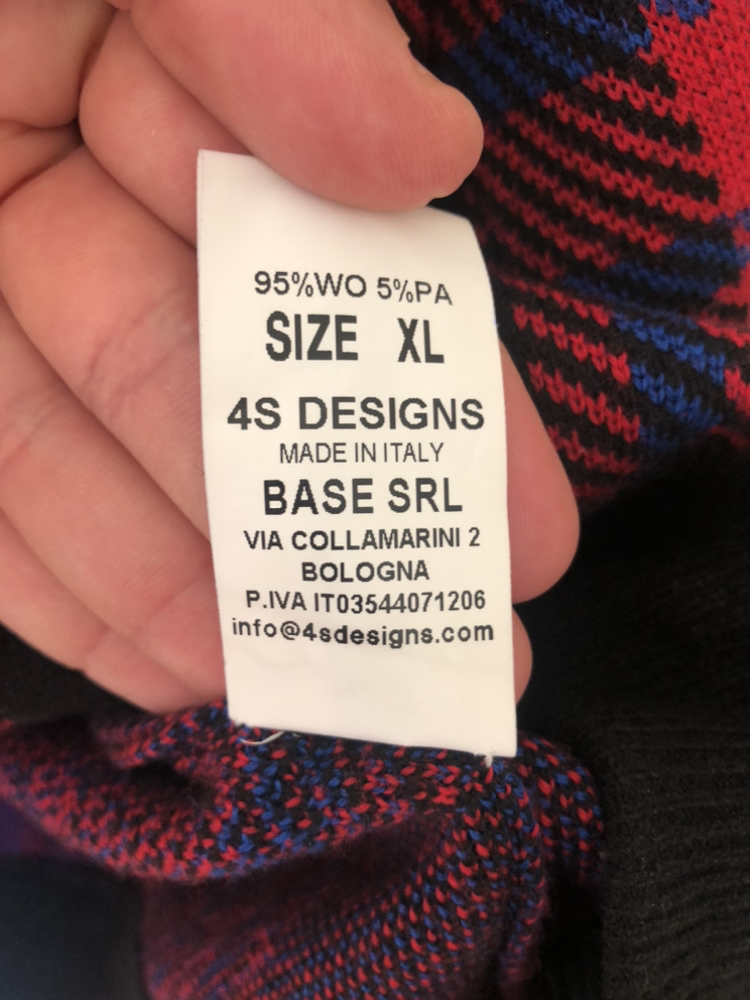 95%WO 5%PA
SIZE XL
4S DESIGNS
MADE IN ITALY
BASE SRL
VIA COLLAMARINI 2
BOLOGNA
P.IVA IT03544071206
info@4sdesigns.com